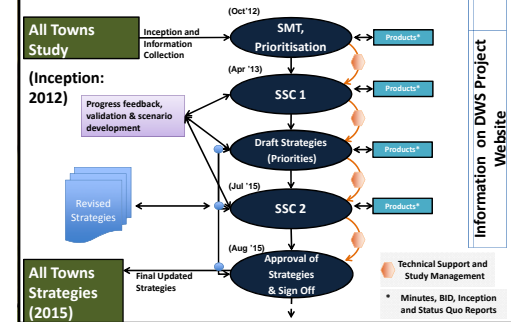 (Oct'12)
All Towns
Study
Inception and
Information
Collection
SMT,
Prioritisation
Products*
(Inception:
2012)
(Apr '13)
SSC 1
Products*
Progress feedback,
validation & scenario
development
Draft Strategies
(Priorities)
Products*
(Jul '15)
Revised
Strategies
SSC 2
Products*
(Aug '15)
All Towns
Strategies
(2015)
Final Updated
Strategies
Approval of
Strategies
& Sign Off
Technical Support and
Study Management
* Minutes, BID, Inception
and Status Quo Reports
Information on DWS Project
Website